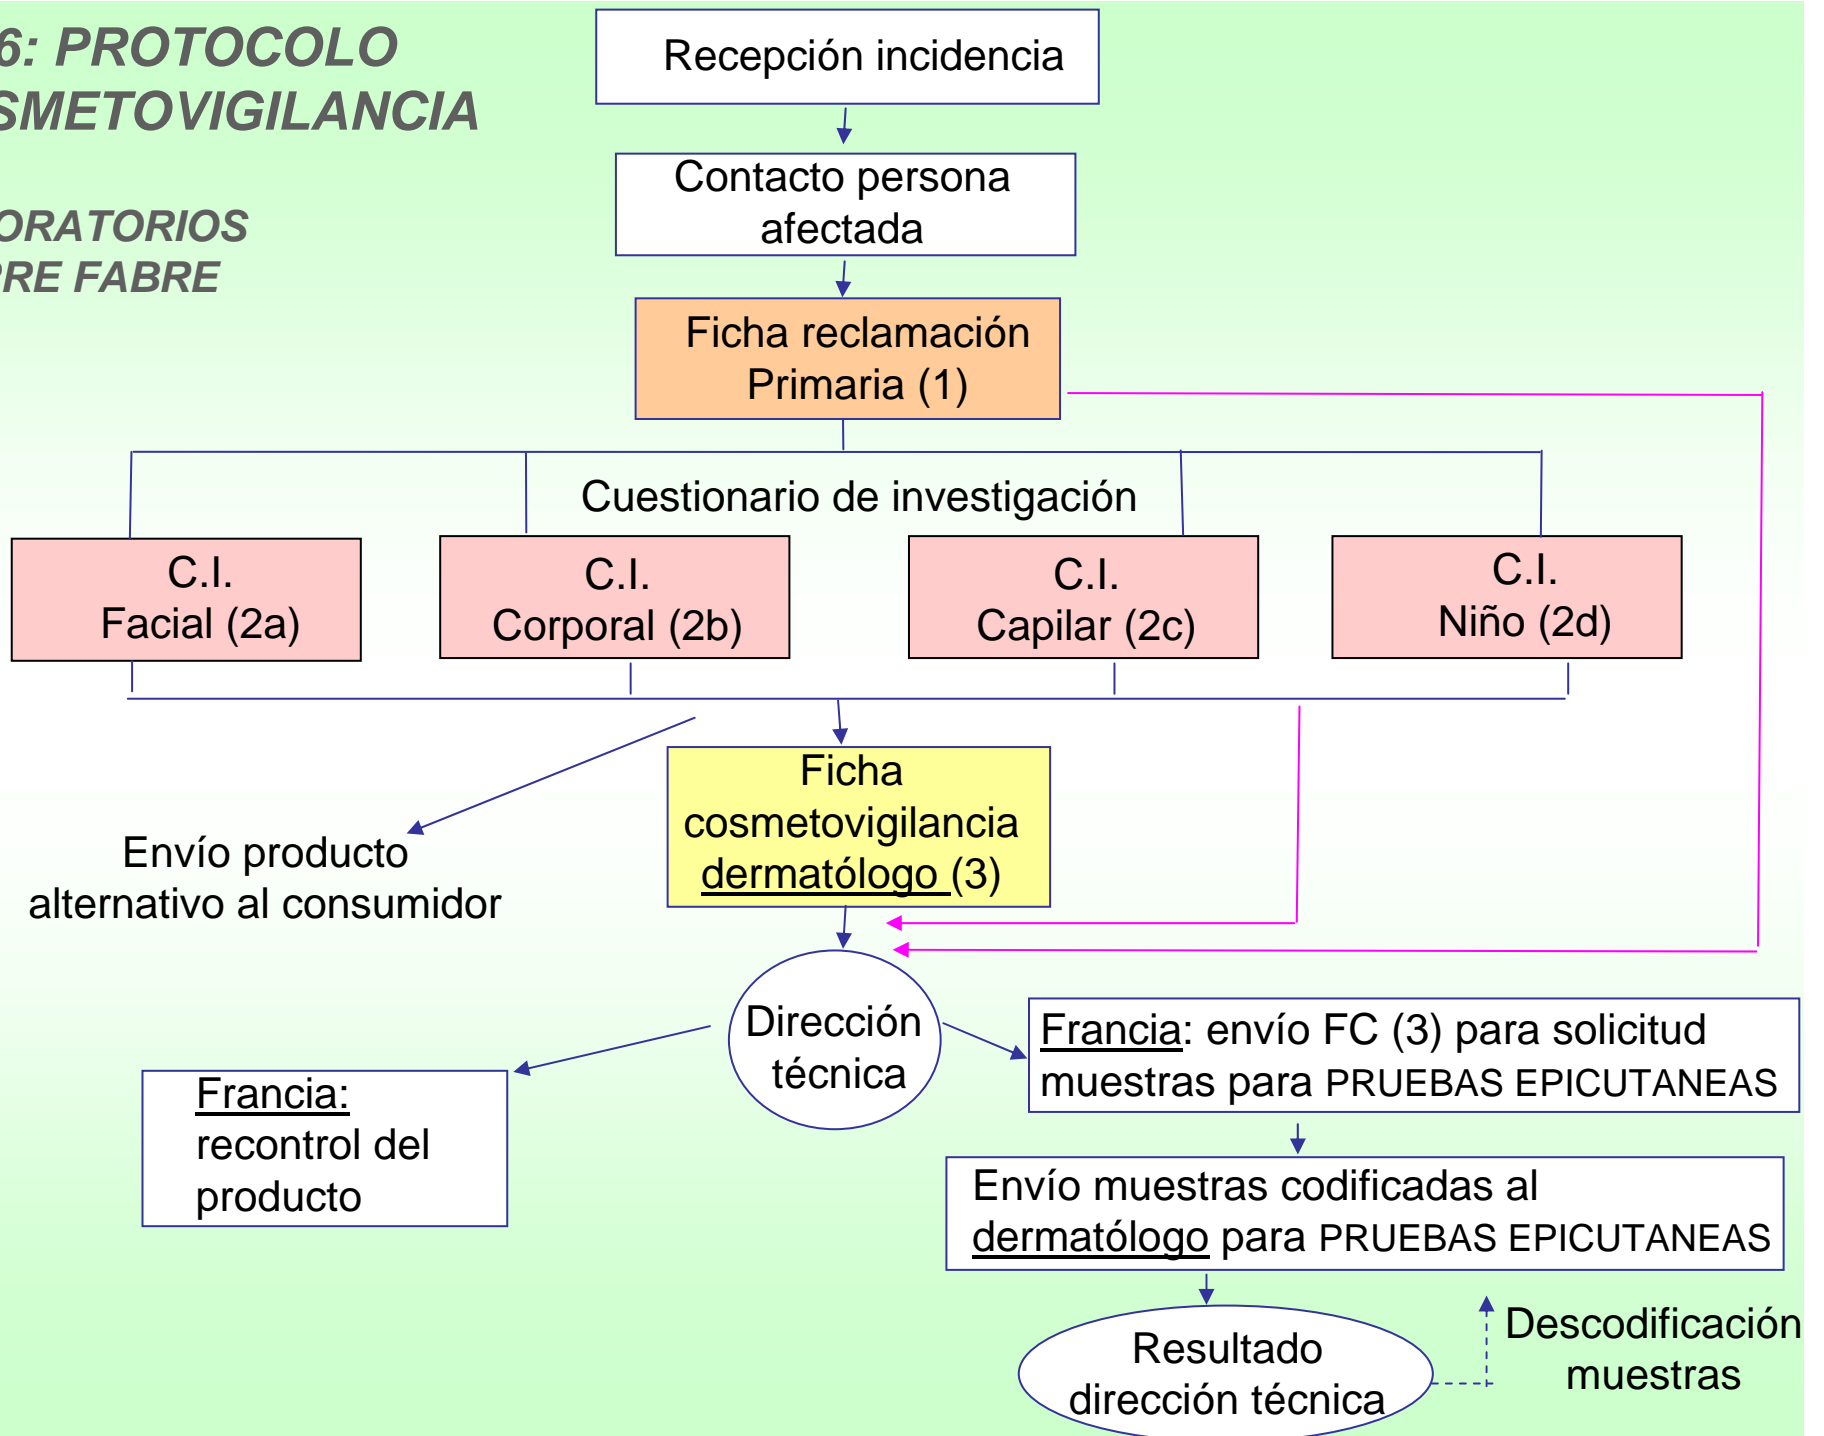 6: PROTOCOLO
SMETOVIGILANCIA
ORATORIOS
RE FABRE
Recepción incidencia
Contacto persona
afectada
Ficha reclamación
Primaria (1)
Cuestionario de investigación
C.I.
Facial (2a)
C.I.
Corporal (2b)
C.I.
Capilar (2c)
C.I.
Niño (2d)
Ficha
cosmetovigilancia
dermatólogo (3)
Envío producto
alternativo al consumidor
Dirección
técnica
Francia: envío FC (3) para solicitud
muestras para PRUEBAS EPICUTANEAS
Francia:
recontrol del
producto
Envío muestras codificadas al
dermatólogo para PRUEBAS EPICUTANEAS
Descodificación
muestras
Resultado
dirección técnica